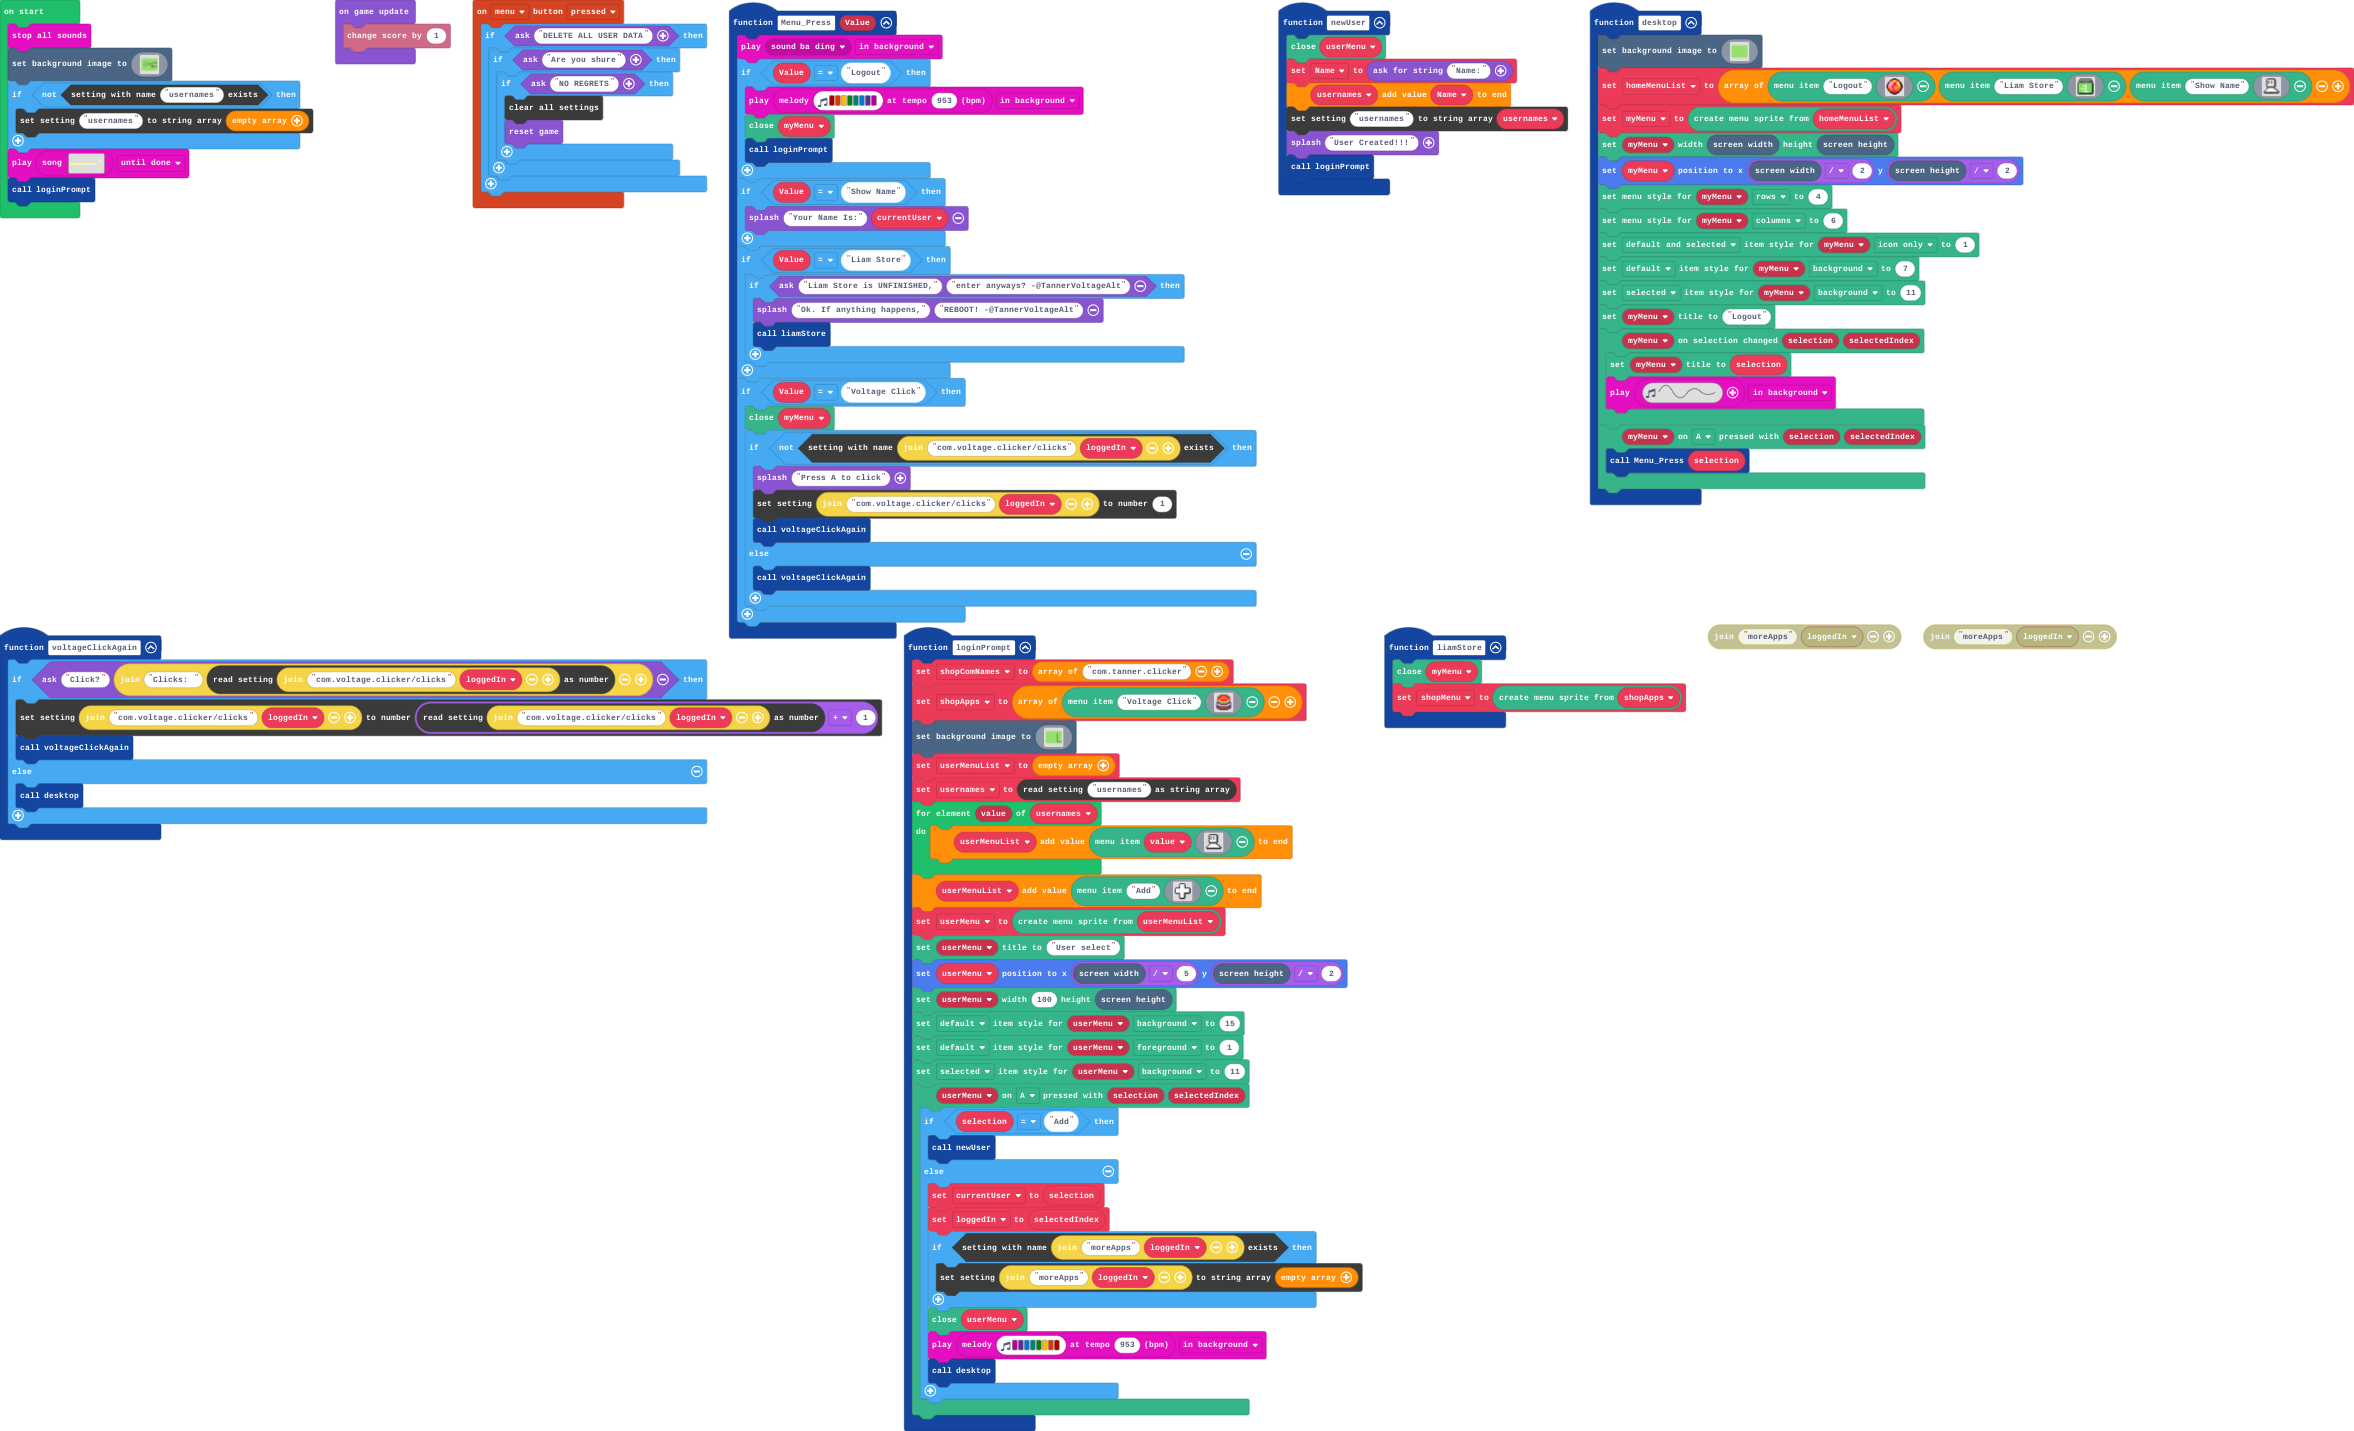 on start
stop all sounds
set background image to
if not setting with name "usernames" exists then
set setting "usernames" to string array empty array
play song until done
call loginPrompt
on game update
change score by 1
on menu button pressed
if ask "DELETE ALL USER DATA" then
if ask "Are you shure" then
if ask "NO REGRETS" then
clear all settings
reset game
function Menu_Press Value
play sound ba ding in background
if Value = "Logout" then
play melody at tempo 953 (bpm) in background
close myMenu
call loginPrompt
if Value = "Show Name" then
splash "Your Name Is:" currentUser
if Value = "Liam Store" then
if ask "Liam Store is UNFINISHED," "enter anyways? -@TannerVoltageAlt" then
splash "Ok. If anything happens," "REBOOT! -@TannerVoltageAlt"
call liamStore
if Value = "Voltage Click" then
close myMenu
if not setting with name join "com.voltage.clicker/clicks" loggedIn exists then
splash "Press A to click"
set setting join "com.voltage.clicker/clicks" loggedIn to number 1
call voltageClickAgain
else
call voltageClickAgain
function newUser
close userMenu
set Name to ask for string "Name:"
usernames add value Name to end
set setting "usernames" to string array usernames
splash "User Created!!!"
call loginPrompt
function desktop
set background image to
set homeMenuList to array of menu item "Logout" menu item "Liam Store" menu item "Show Name"
set myMenu to create menu sprite from homeMenuList
set myMenu width screen width height screen height
set myMenu position to x screen width / 2 y screen height / 2
set menu style for myMenu rows to 4
set menu style for myMenu columns to 6
set default and selected item style for myMenu icon only to 1
set default item style for myMenu background to 7
set selected item style for myMenu background to 11
set myMenu title to "Logout"
myMenu on selection changed selection selectedIndex
set myMenu title to selection
play in background
myMenu on A pressed with selection selectedIndex
call Menu_Press selection
function voltageClickAgain
if ask "Click?" join "Clicks: " read setting join "com.voltage.clicker/clicks" loggedIn as number then
set setting join "com.voltage.clicker/clicks" loggedIn to number read setting join "com.voltage.clicker/clicks" loggedIn as number + 1
call voltageClickAgain
else
call desktop
function loginPrompt
set shopComNames to array of "com.tanner.clicker"
set shopApps to array of menu item "Voltage Click"
set background image to
set userMenuList to empty array
set usernames to read setting "usernames" as string array
for element value of usernames
do
userMenuList add value menu item value to end
userMenuList add value menu item "Add" to end
set userMenu to create menu sprite from userMenuList
set userMenu title to "User select"
set userMenu position to x screen width / 5 y screen height / 2
set userMenu width 100 height screen height
set default item style for userMenu background to 15
set default item style for userMenu foreground to 1
set selected item style for userMenu background to 11
userMenu on A pressed with selection selectedIndex
if selection = "Add" then
call newUser
else
set currentUser to selection
set loggedIn to selectedIndex
if setting with name join "moreApps" loggedIn exists then
set setting join "moreApps" loggedIn to string array empty array
close userMenu
play melody at tempo 953 (bpm) in background
call desktop
function liamStore
close myMenu
set shopMenu to create menu sprite from shopApps
join "moreApps" loggedIn
join "moreApps" loggedIn